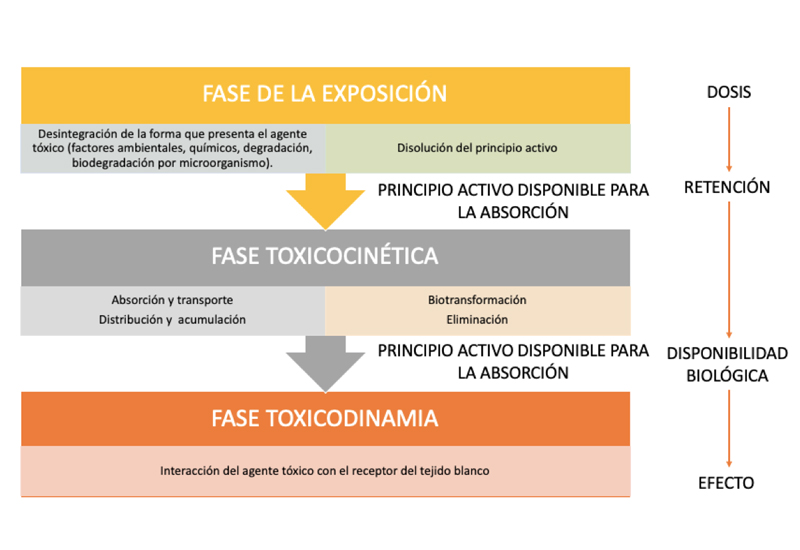 FASE DE LA EXPOSICIÓN
DOSIS
Desintegración de la forma que presenta el agente
tóxico (factores ambientales, químicos, degradación,
biodegradación por microorganismo).
Disolución del principio activo
PRINCIPIO ACTIVO DISPONIBLE PARA
LA ABSORCIÓN
RETENCIÓN
FASE TOXICOCINÉTICA
Absorción y transporte
Distribución y acumulación
Biotransformación
Eliminación
PRINCIPIO ACTIVO DISPONIBLE PARA
LA ABSORCIÓN
DISPONIBILIDAD
BIOLÓGICA
FASE TOXICODINAMIA
Interacción del agente tóxico con el receptor del tejido blanco
EFECTO